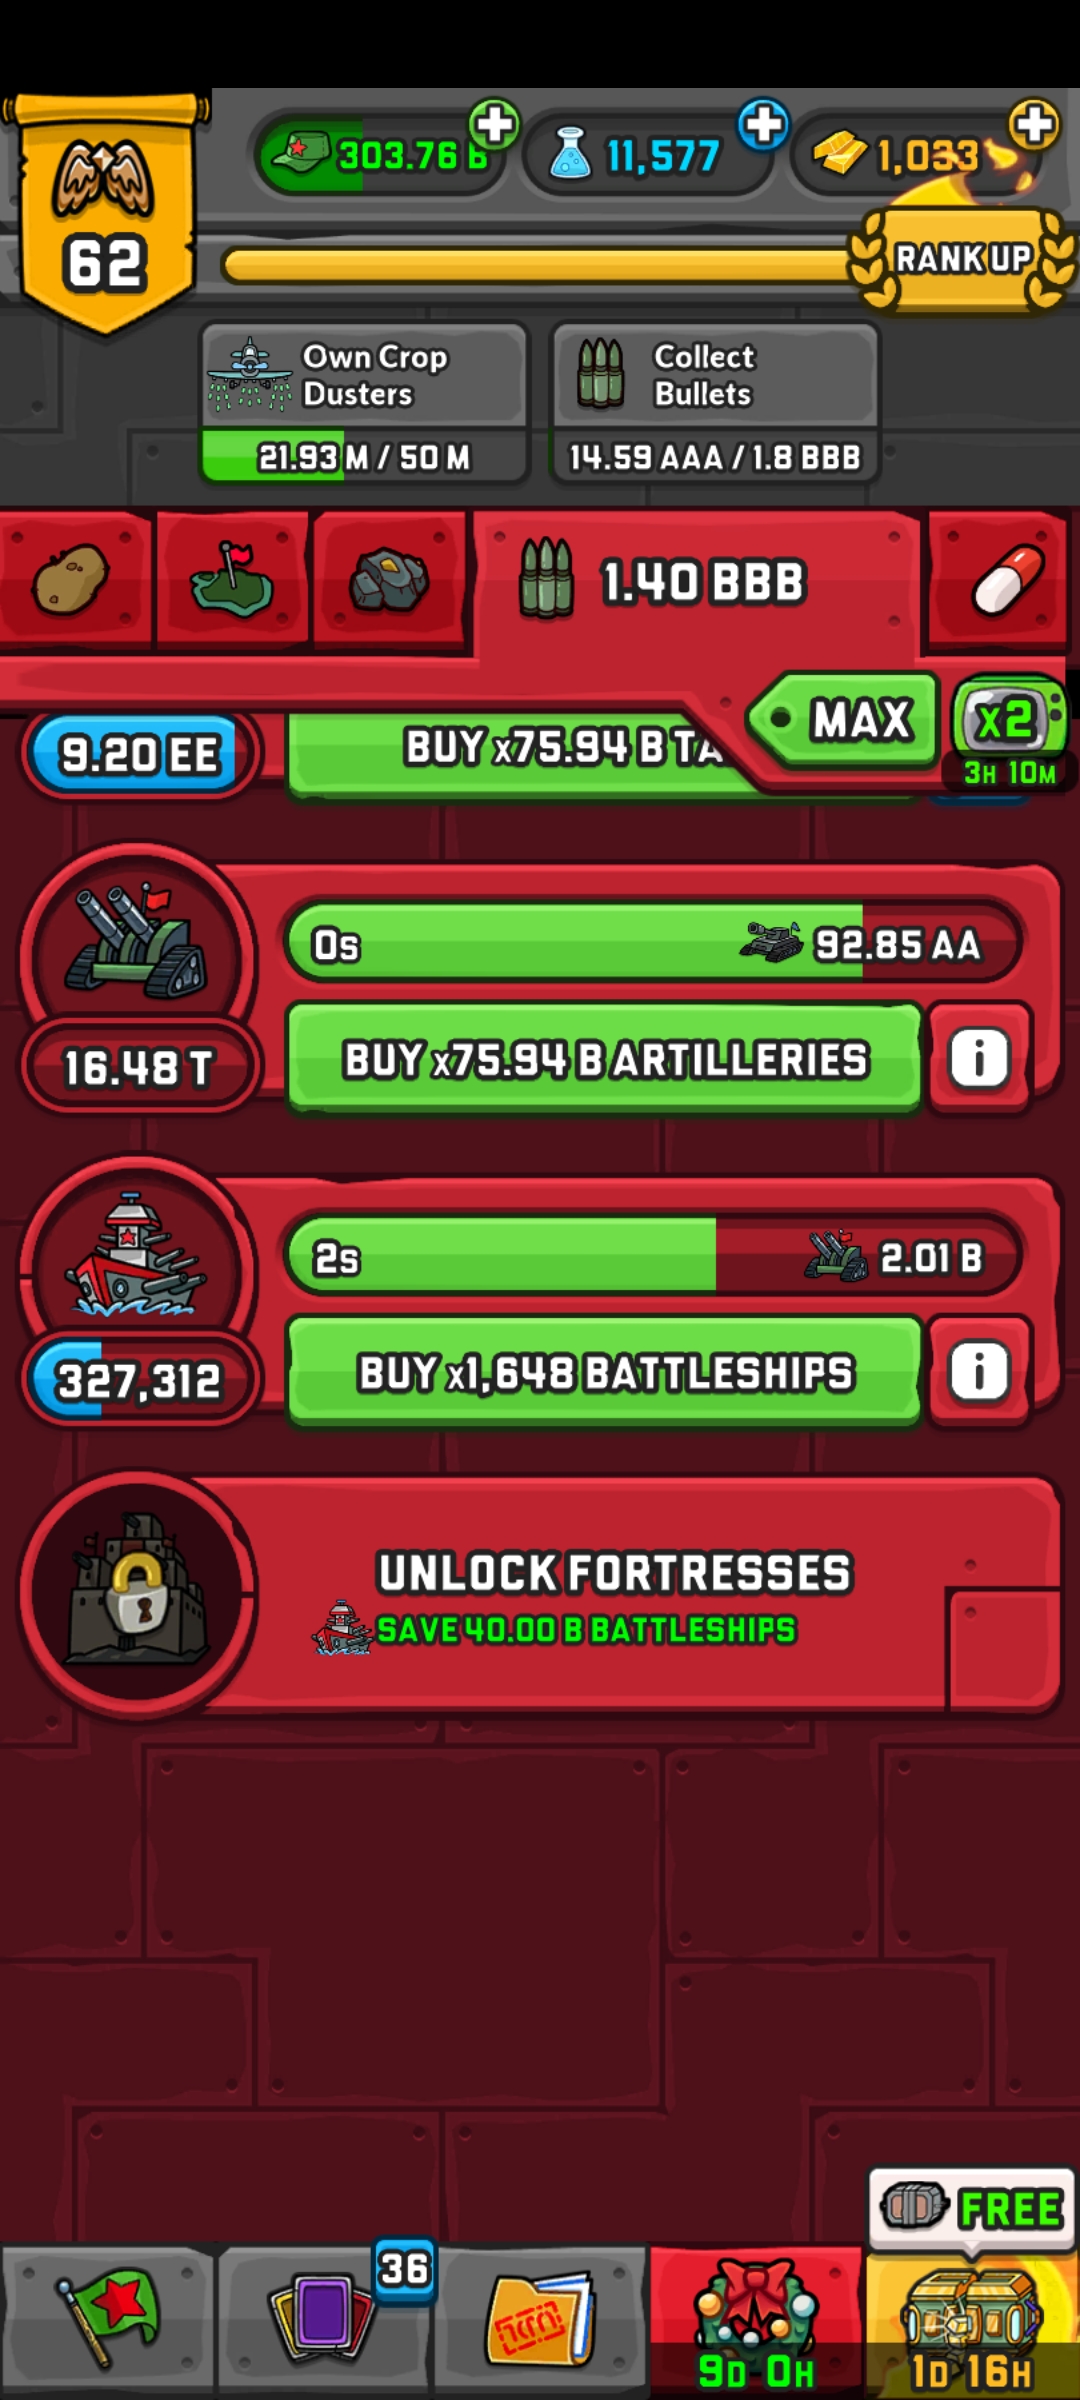 303.76 B
11,577
1,033
62
RANK UP
Own Crop
Dusters
21.93 M / 50 M
Collect
Bullets
14.59 AAA / 1.8 BBB
1.40 BBB
MAX
x2
3H 10M
9.20 EE
BUY x75.94 B TA
0s
92.85 AA
16.48 T
BUY x75.94 B ARTILLERIES
i
2s
2.01 B
327,312
BUY x1,648 BATTLESHIPS
i
UNLOCK FORTRESSES
SAVE 40.00 B BATTLESHIPS
FREE
36
9D 0H
1D 16H